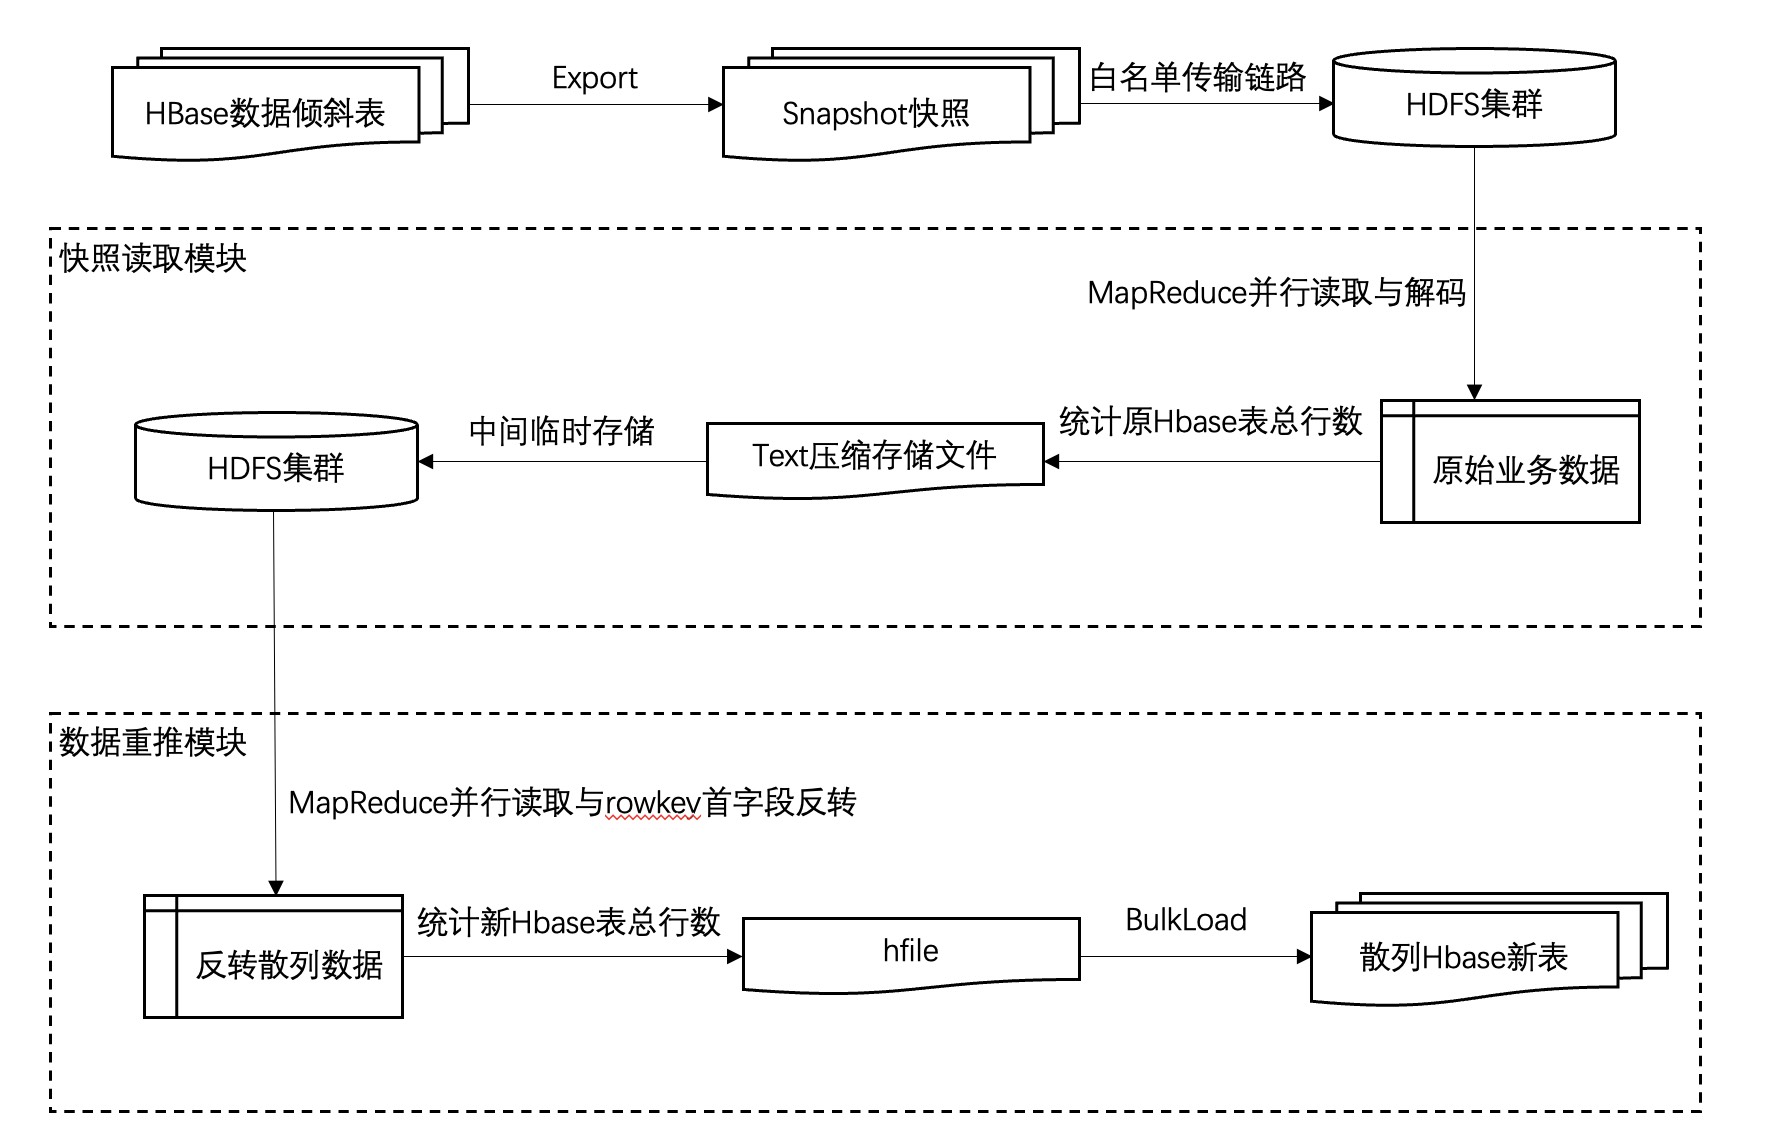 HBase数据倾斜表
Export
Snapshot快照
白名单传输链路
HDFS集群
快照读取模块
MapReduce并行读取与解码
原始业务数据
统计原Hbase表总行数
Text压缩存储文件
中间临时存储
HDFS集群
数据重推模块
MapReduce并行读取与rowkev首字段反转
反转散列数据
统计新Hbase表总行数
hfile
BulkLoad
散列Hbase新表